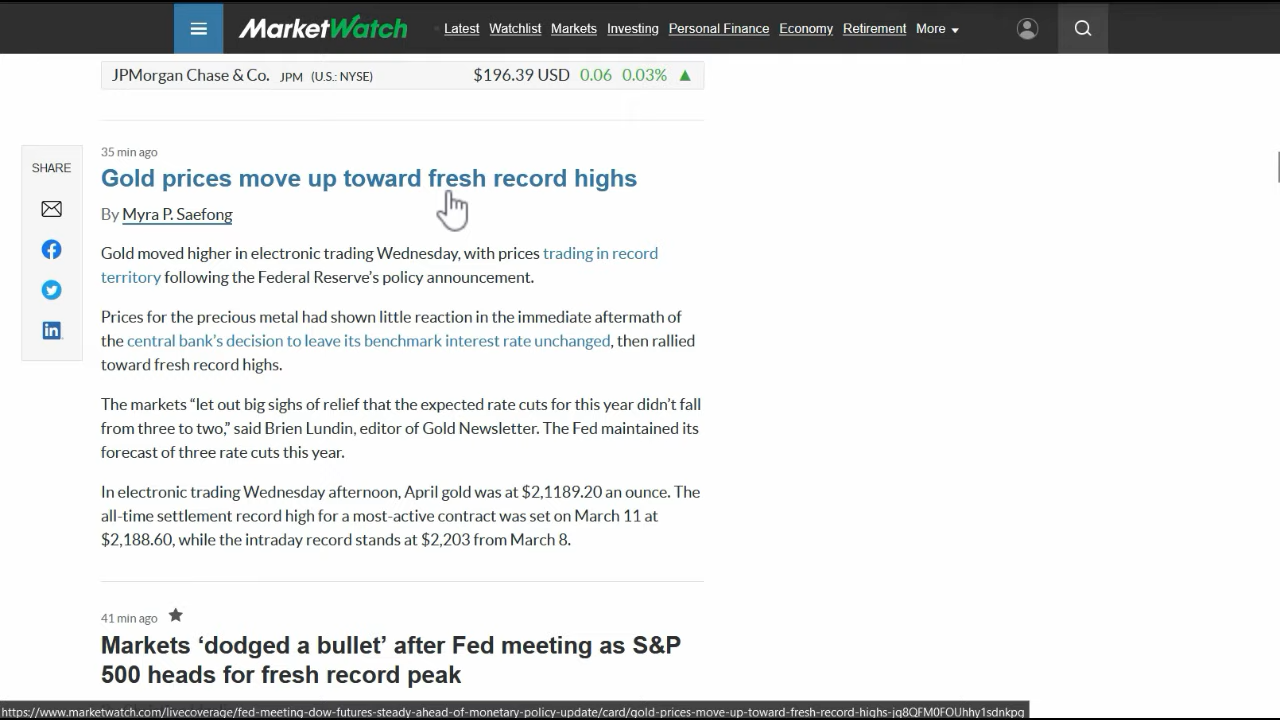 MarketWatch Latest Watchlist Markets Investing Personal Finance Economy Retirement More
JPMorgan Chase & Co. JPM (U.S.: NYSE) $196.39 USD 0.06 0.03% ▲
35 min ago
SHARE
Gold prices move up toward fresh record highs
By Myra P. Saefong
Gold moved higher in electronic trading Wednesday, with prices trading in record
territory following the Federal Reserve’s policy announcement.
Prices for the precious metal had shown little reaction in the immediate aftermath of
the central bank’s decision to leave its benchmark interest rate unchanged, then rallied
toward fresh record highs.
The markets “let out big sighs of relief that the expected rate cuts for this year didn’t fall
from three to two,” said Brien Lundin, editor of Gold Newsletter. The Fed maintained its
forecast of three rate cuts this year.
In electronic trading Wednesday afternoon, April gold was at $2,1189.20 an ounce. The
all-time settlement record high for a most-active contract was set on March 11 at
$2,188.60, while the intraday record stands at $2,203 from March 8.
41 min ago
Markets ‘dodged a bullet’ after Fed meeting as S&P
500 heads for fresh record peak
https://www.marketwatch.com/livecoverage/fed-meeting-dow-futures-steady-ahead-of-monetary-policy-update/card/gold-prices-move-up-toward-fresh-record-highs-jq8QFM0FOUhhy1sdnkpg